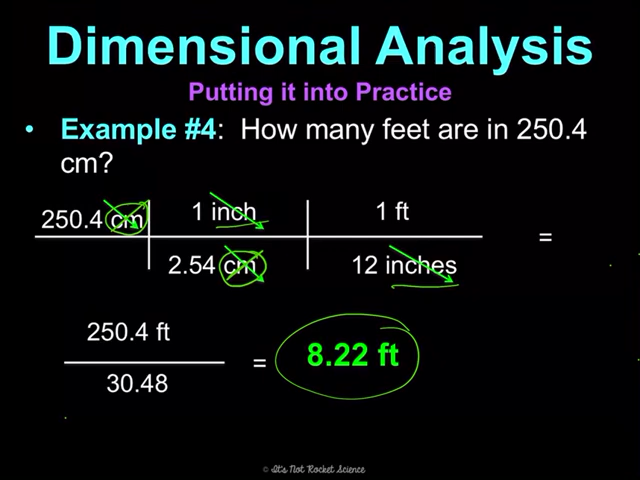 Dimensional Analysis
Putting it into Practice
• Example #4: How many feet are in 250.4
cm?
250.4 cm 1 inch 1 ft
=
2.54 cm 12 inches
250.4 ft
= 8.22 ft
30.48
© It's Not Rocket Science